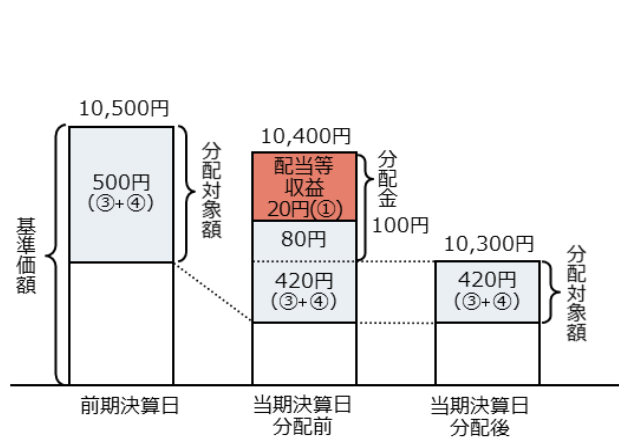 10,500円
500円
(③+④)
分配対象額
基準価額
前期決算日
10,400円
配当等
収益
20円(①)
80円
420円
(③+④)
分配金
100円
当期決算日
分配前
10,300円
420円
(③+④)
分配対象額
当期決算日
分配後